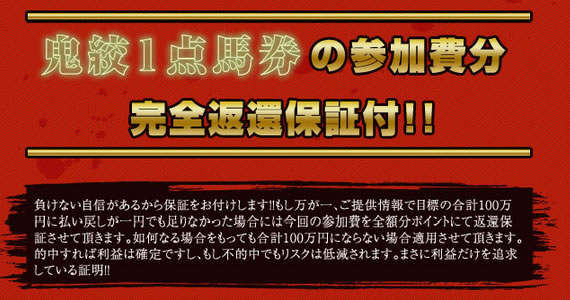 鬼絞1点馬券の参加費分
完全返還保証付!!
負けない自信があるから保証をお付けします!!もし万が一、ご提供情報で目標の合計100万
円に払い戻しが一円でも足りなかった場合には今回の参加費を全額分ポイントにて返還保
証させて頂きます。如何なる場合をもっても合計100万円にならない場合適用させて頂きます。
的中すれば利益は確定ですし、もし不的中でもリスクは低減されます。まさに利益だけを追求
している証明!!